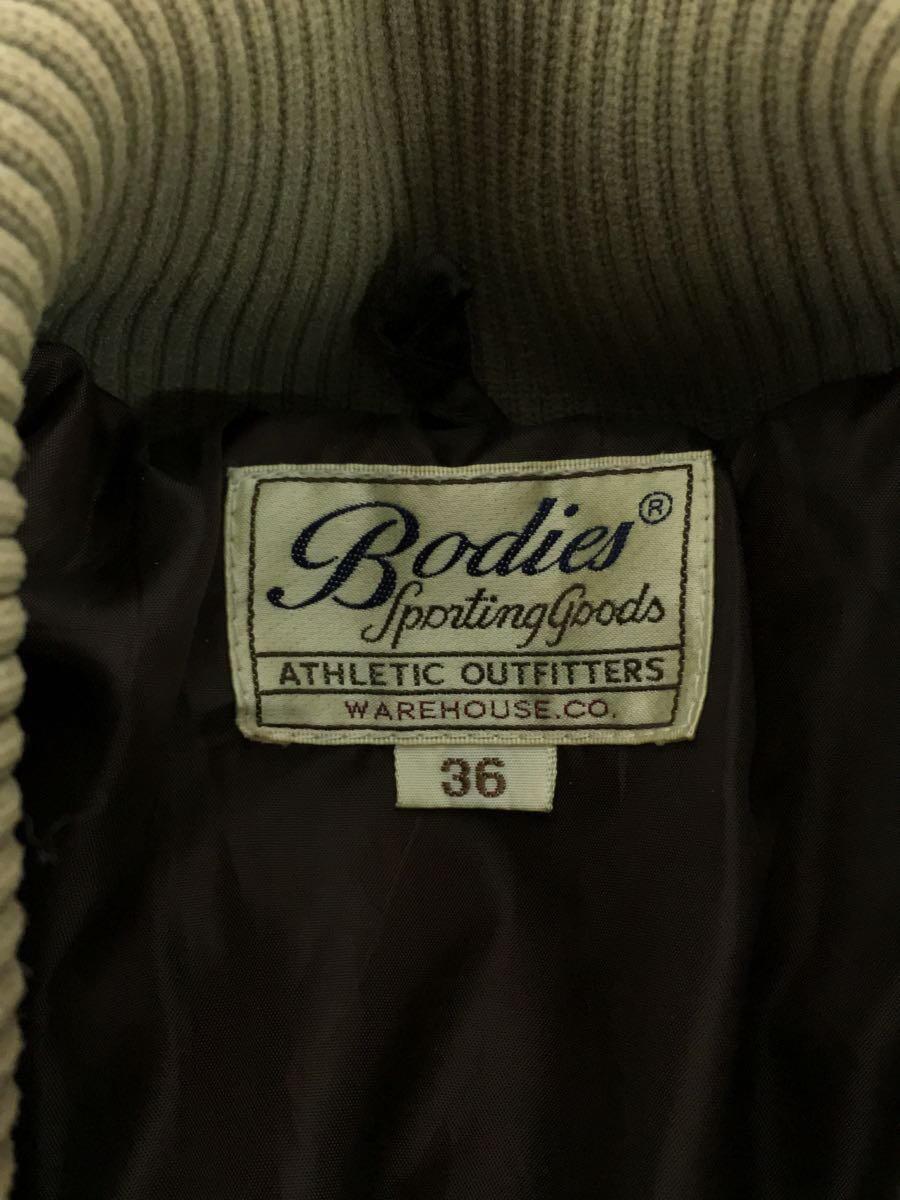 Bodies®
Sporting Goods
ATHLETIC OUTFITTERS
WAREHOUSE.CO.
36